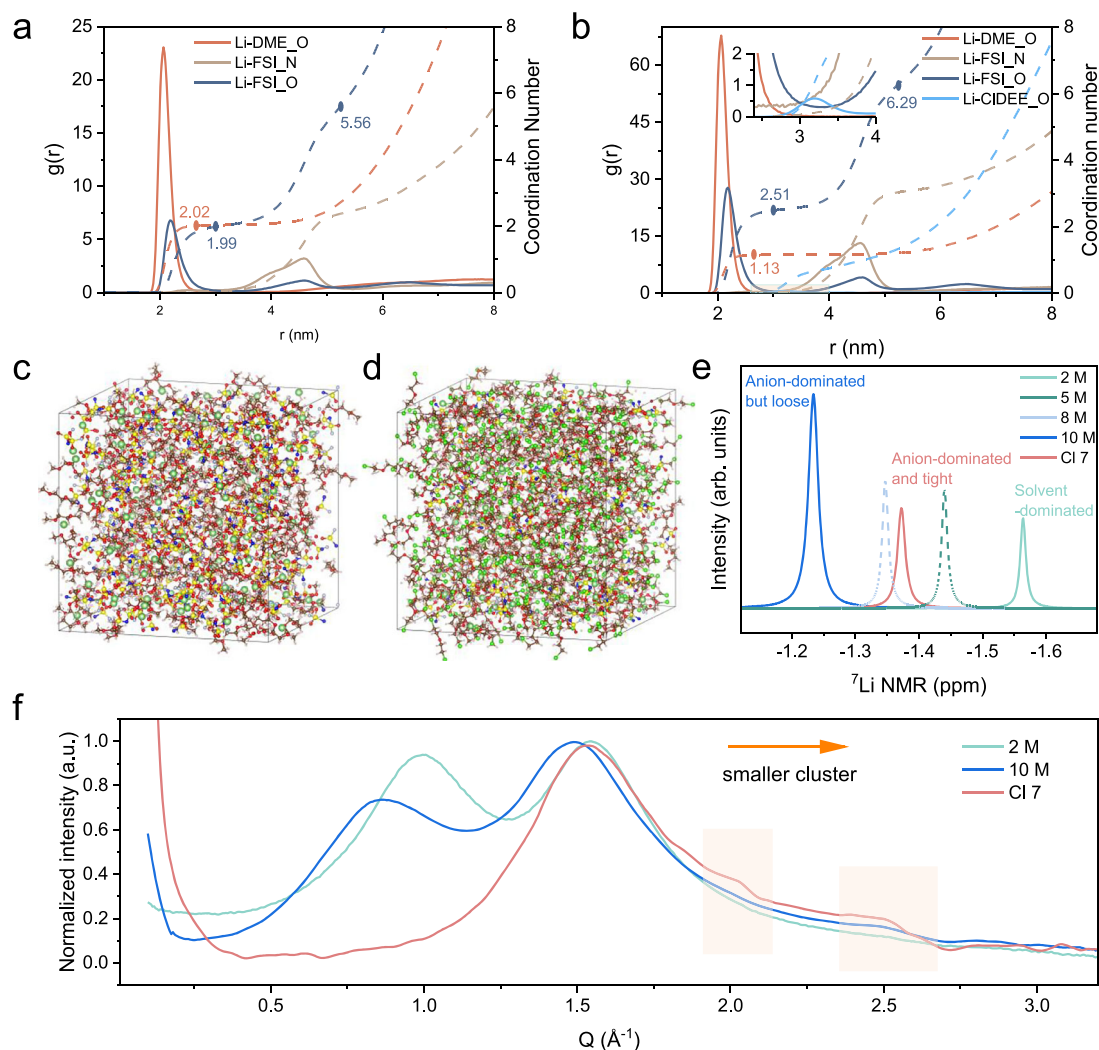 a
25
20
15
10
5
0
g(r)
2
4
6
8
r (nm)
8
6
4
2
0
Coordination Number
Li-DME_O
Li-FSI_N
Li-FSI_O
5.56
2.02
1.99
b
60
45
30
15
0
g(r)
2
4
6
8
r (nm)
8
6
4
2
0
Coordination Number
Li-DME_O
Li-FSI_N
Li-FSI_O
Li-ClDEE_O
2
1
0
3
4
6.29
2.51
1.13
c
d
e
Anion-dominated
but loose
2 M
5 M
8 M
10 M
Cl 7
Anion-dominated
and tight
Solvent
-dominated
Intensity (arb. units)
-1.2
-1.3
-1.4
-1.5
-1.6
⁷Li NMR (ppm)
f
1.0
0.8
0.6
0.4
0.2
0.0
Normalized intensity (a.u.)
smaller cluster
2 M
10 M
Cl 7
0.5
1.0
1.5
2.0
2.5
3.0
Q (Å⁻¹)